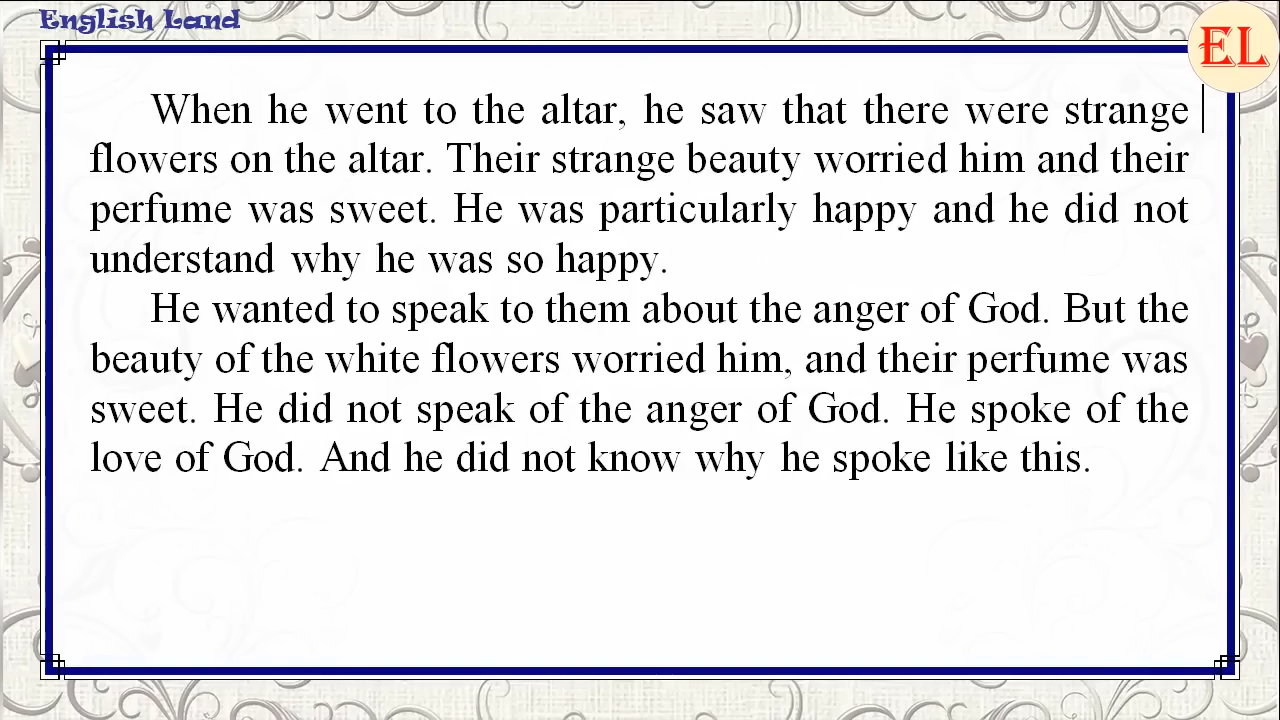 English Land
EL
When he went to the altar, he saw that there were strange
flowers on the altar. Their strange beauty worried him and their
perfume was sweet. He was particularly happy and he did not
understand why he was so happy.
He wanted to speak to them about the anger of God. But the
beauty of the white flowers worried him, and their perfume was
sweet. He did not speak of the anger of God. He spoke of the
love of God. And he did not know why he spoke like this.